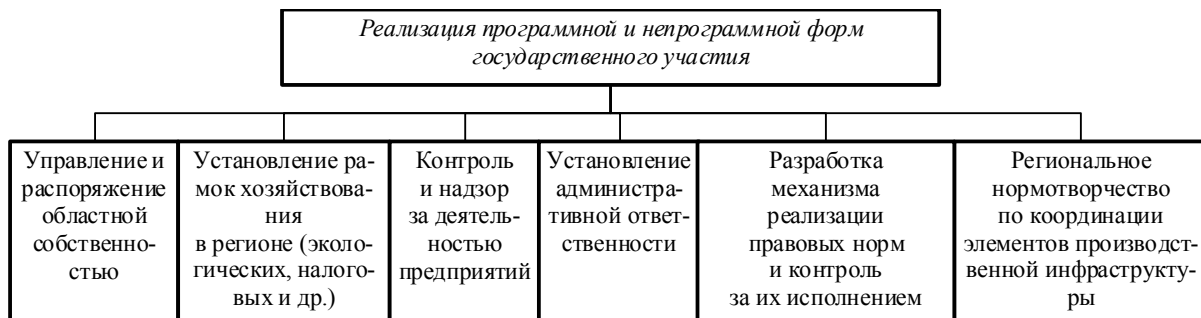 Реализация программной и непрограммной форм
государственного участия
Управление и
распоряжение
областной
собственно-
стью
Установление ра-
мок хозяйствова-
ния
в регионе (эколо-
гических, налого-
вых и др.)
Контроль
и надзор
за деятель-
ностью
предприятий
Установление
администра-
тивной ответ-
ственности
Разработка
механизма
реализации
правовых норм
и контроль
за их исполнением
Региональное
нормотворчество
по координации
элементов производст-
венной инфраструкту-
ры